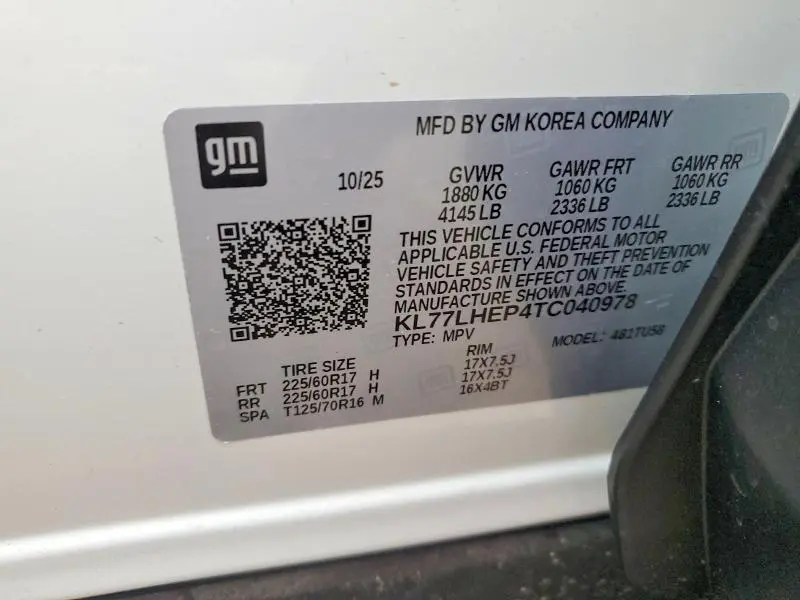 gm
MFD BY GM KOREA COMPANY
10/25
GVWR GAWR FRT GAWR RR
1880 KG 1060 KG 1060 KG
4145 LB 2336 LB 2336 LB
THIS VEHICLE CONFORMS TO ALL
APPLICABLE U.S. FEDERAL MOTOR
VEHICLE SAFETY AND THEFT PREVENTION
STANDARDS IN EFFECT ON THE DATE OF
MANUFACTURE SHOWN ABOVE.
KL77LHEP4TC040978
TYPE: MPV MODEL: 4B1TU58
TIRE SIZE RIM
FRT 225/60R17 H 17X7.5J
RR 225/60R17 H 17X7.5J
SPA T125/70R16 M 16X4BT